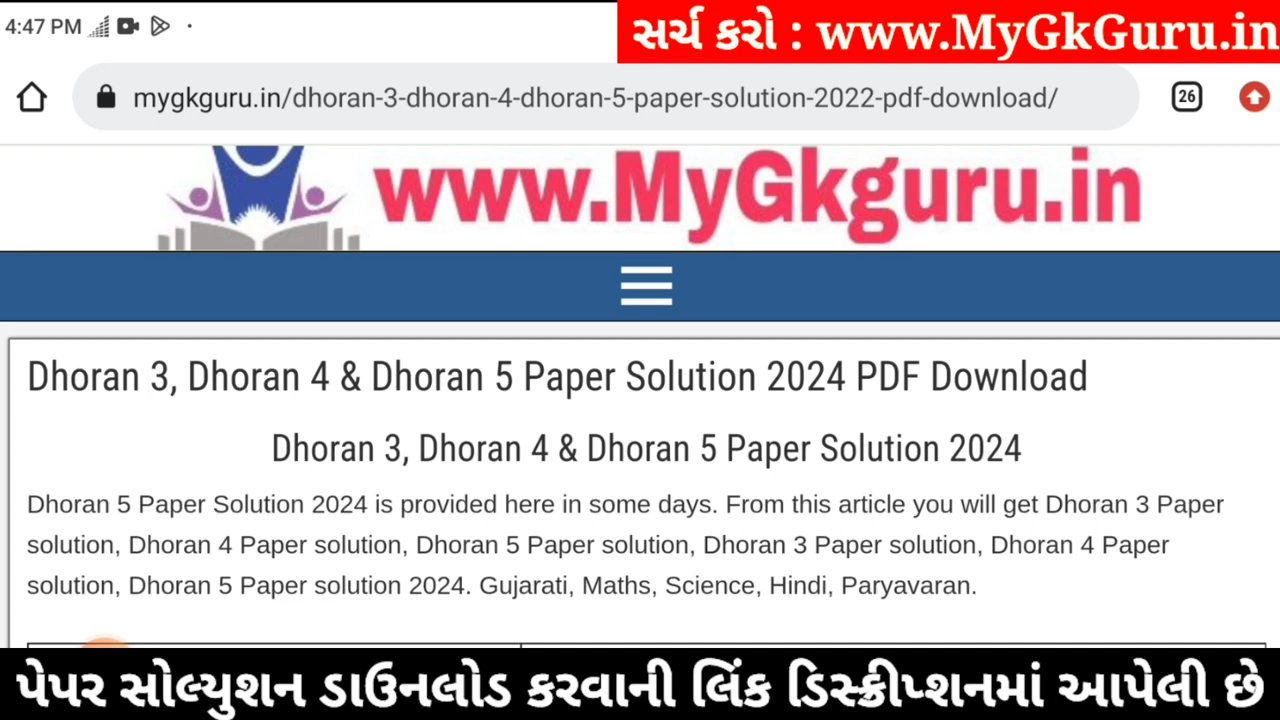 4:47 PM
સર્ચ કરો : www.MyGkGuru.in
mygkguru.in/dhoran-3-dhoran-4-dhoran-5-paper-solution-2022-pdf-download/
26
www.MyGkguru.in
Dhoran 3, Dhoran 4 & Dhoran 5 Paper Solution 2024 PDF Download
Dhoran 3, Dhoran 4 & Dhoran 5 Paper Solution 2024
Dhoran 5 Paper Solution 2024 is provided here in some days. From this article you will get Dhoran 3 Paper
solution, Dhoran 4 Paper solution, Dhoran 5 Paper solution, Dhoran 3 Paper solution, Dhoran 4 Paper
solution, Dhoran 5 Paper solution 2024. Gujarati, Maths, Science, Hindi, Paryavaran.
પેપર સોલ્યુશન ડાઉનલોડ કરવાની લિંક ડિસ્ક્રીપ્શનમાં આપેલી છે